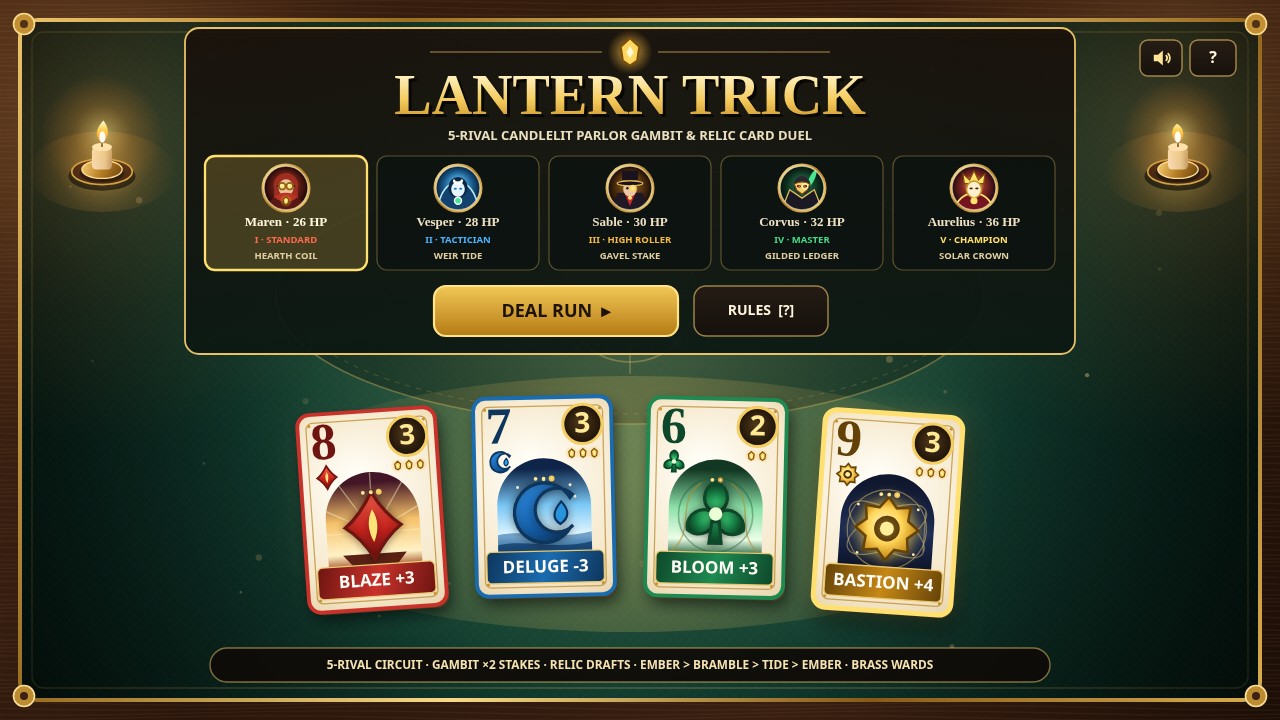 ?
LANTERN TRICK
5-RIVAL CANDLELIT PARLOR GAMBIT & RELIC CARD DUEL
Maren · 26 HP
I · STANDARD
HEARTH COIL
Vesper · 28 HP
II · TACTICIAN
WEIR TIDE
Sable · 30 HP
III · HIGH ROLLER
GAVEL STAKE
Corvus · 32 HP
IV · MASTER
GILDED LEDGER
Aurelius · 36 HP
V · CHAMPION
SOLAR CROWN
DEAL RUN ►
RULES [?]
8
3
BLAZE +3
7
3
DELUGE -3
6
2
BLOOM +3
9
3
BASTION +4
5-RIVAL CIRCUIT · GAMBIT ×2 STAKES · RELIC DRAFTS · EMBER > BRAMBLE > TIDE > EMBER · BRASS WARDS